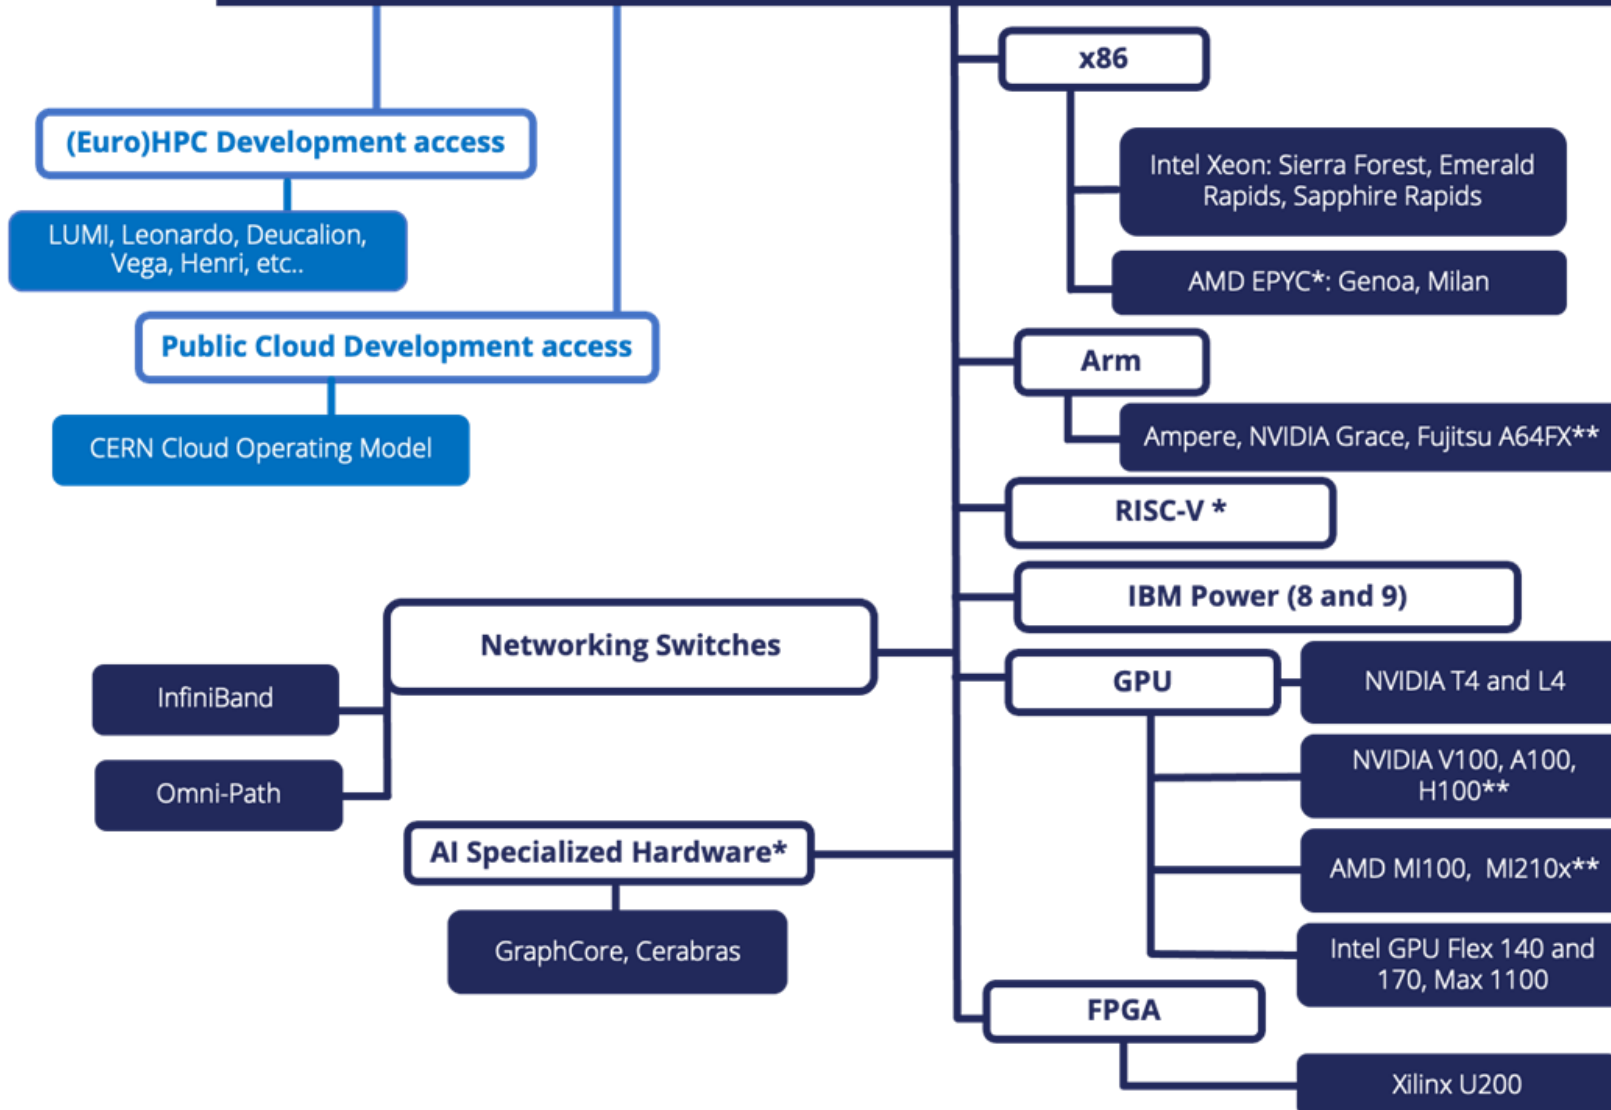 (Euro)HPC Development access
LUMI, Leonardo, Deucalion,
Vega, Henri, etc..
Public Cloud Development access
CERN Cloud Operating Model
Networking Switches
InfiniBand
Omni-Path
AI Specialized Hardware*
GraphCore, Cerabras
x86
Intel Xeon: Sierra Forest, Emerald
Rapids, Sapphire Rapids
AMD EPYC*: Genoa, Milan
Arm
Ampere, NVIDIA Grace, Fujitsu A64FX**
RISC-V *
IBM Power (8 and 9)
GPU
NVIDIA T4 and L4
NVIDIA V100, A100,
H100**
AMD MI100, MI210x**
Intel GPU Flex 140 and
170, Max 1100
FPGA
Xilinx U200